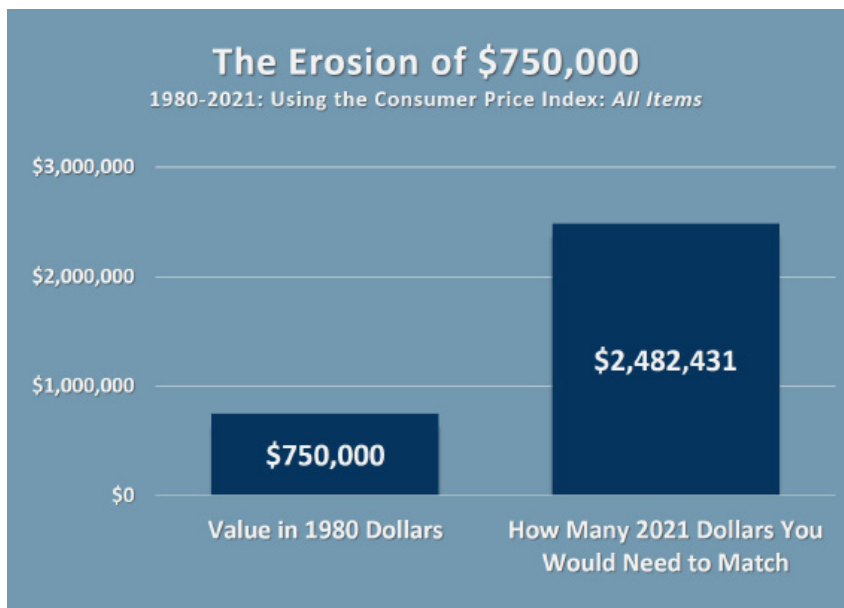 The Erosion of $750,000
1980-2021: Using the Consumer Price Index: All Items
$3,000,000
$2,000,000
$1,000,000
$0
$750,000
$2,482,431
Value in 1980 Dollars
How Many 2021 Dollars You
Would Need to Match